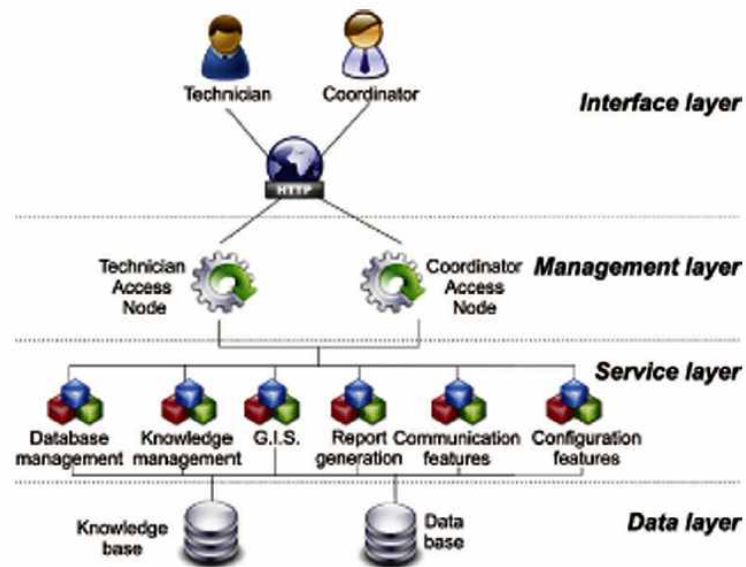 Technician
Coordinator
Interface layer
HTTP
Technician
Access
Node
Coordinator
Access
Node
Management layer
Service layer
Database
management
Knowledge
management
G.I.S.
Report
generation
Communication
features
Configuration
features
Knowledge
base
Data
base
Data layer